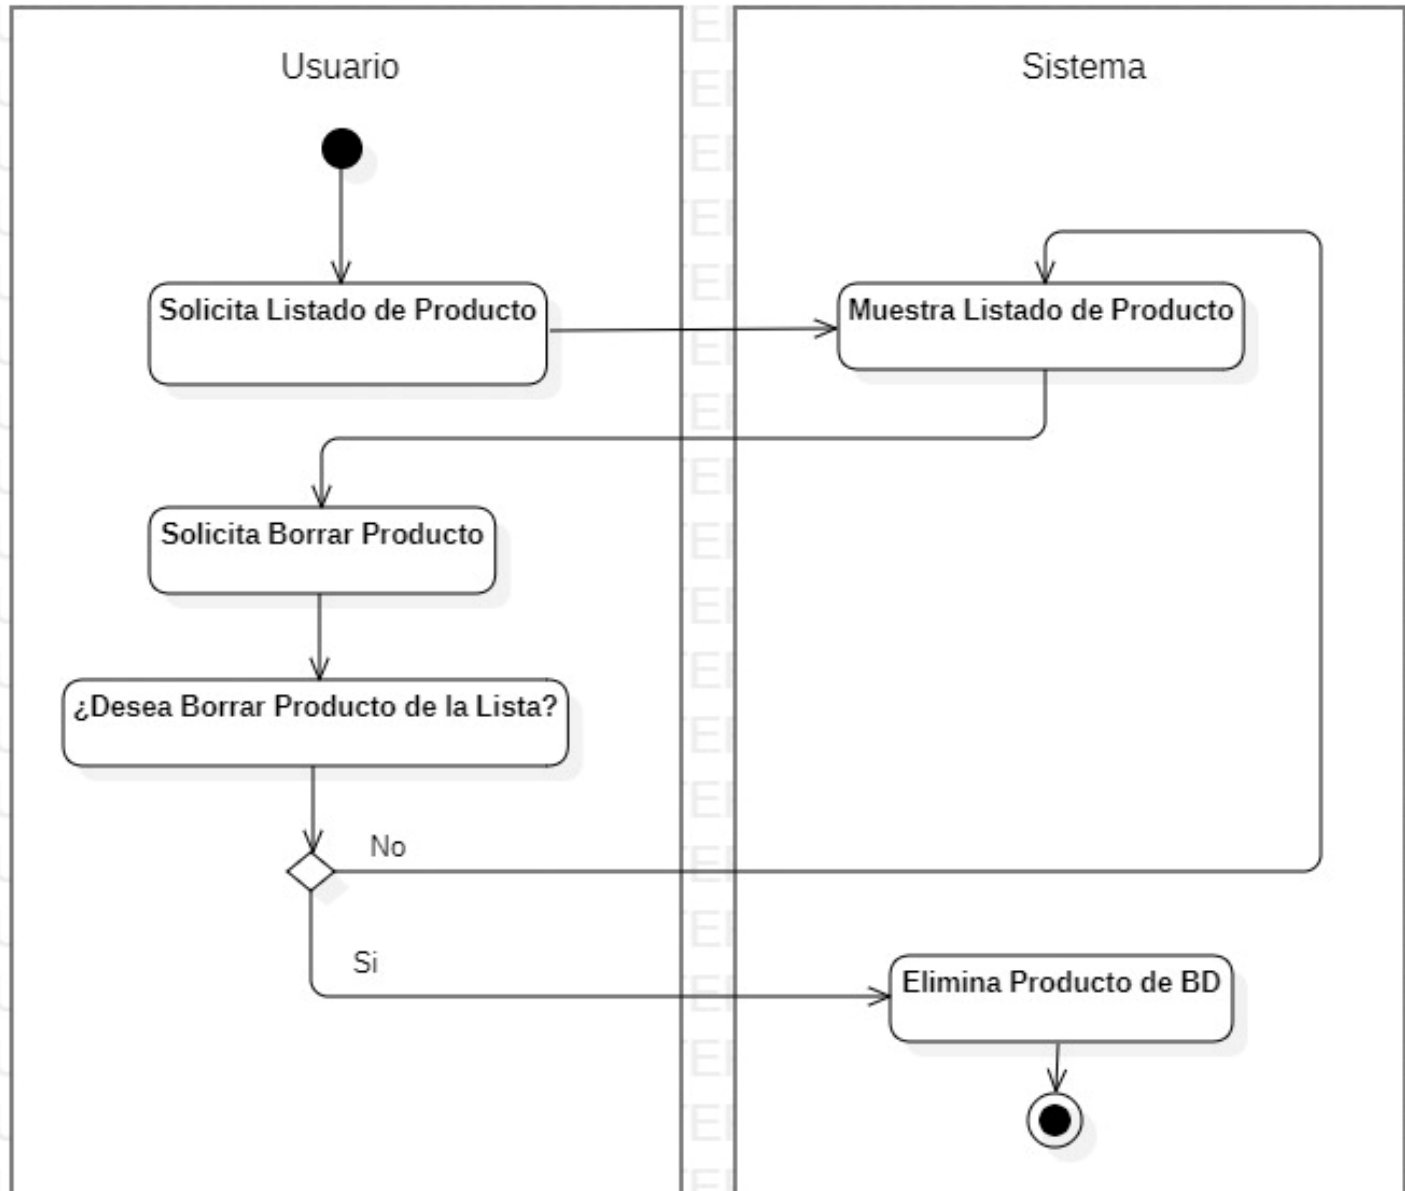 Usuario
Sistema
Solicita Listado de Producto
Muestra Listado de Producto
Solicita Borrar Producto
¿Desea Borrar Producto de la Lista?
No
Si
Elimina Producto de BD